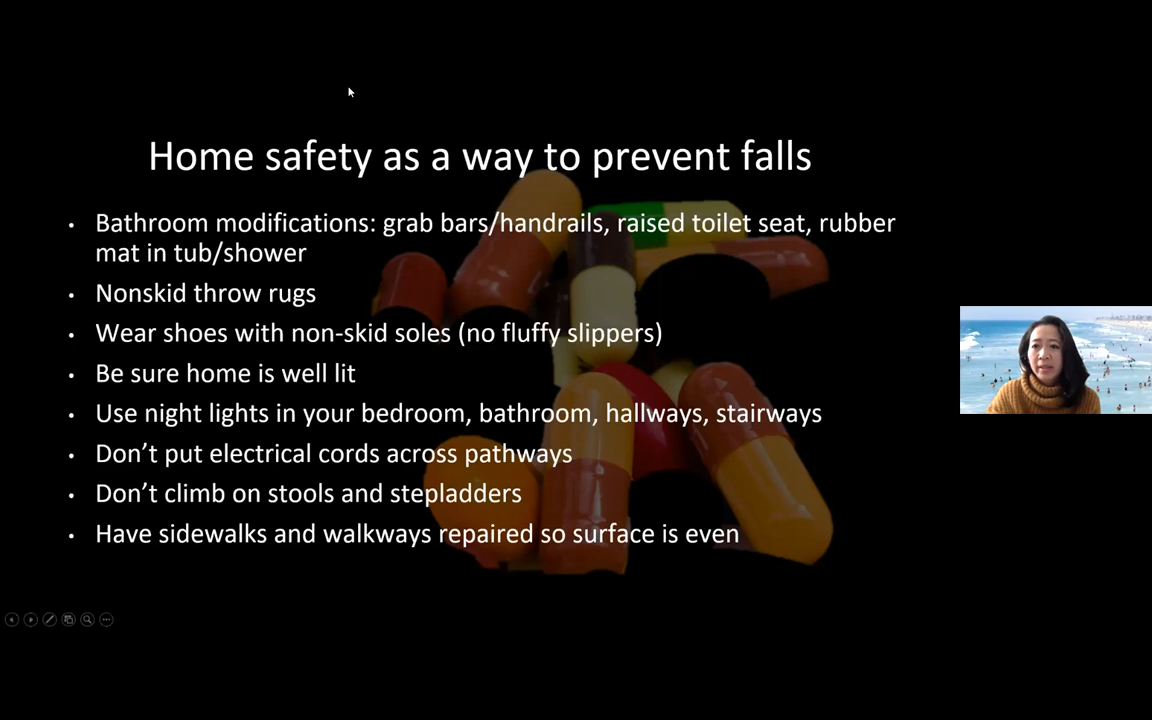 Home safety as a way to prevent falls
• Bathroom modifications: grab bars/handrails, raised toilet seat, rubber
mat in tub/shower
• Nonskid throw rugs
• Wear shoes with non-skid soles (no fluffy slippers)
• Be sure home is well lit
• Use night lights in your bedroom, bathroom, hallways, stairways
• Don’t put electrical cords across pathways
• Don’t climb on stools and stepladders
• Have sidewalks and walkways repaired so surface is even